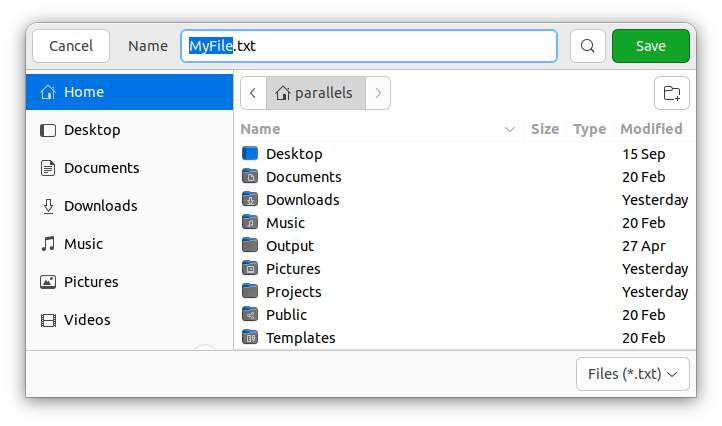 Cancel Name MyFile.txt Save
Home
Desktop
Documents
Downloads
Music
Pictures
Videos
parallels
Name Size Type Modified
Desktop 15 Sep
Documents 20 Feb
Downloads Yesterday
Music 20 Feb
Output 27 Apr
Pictures Yesterday
Projects Yesterday
Public 20 Feb
Templates 20 Feb
Files (*.txt)